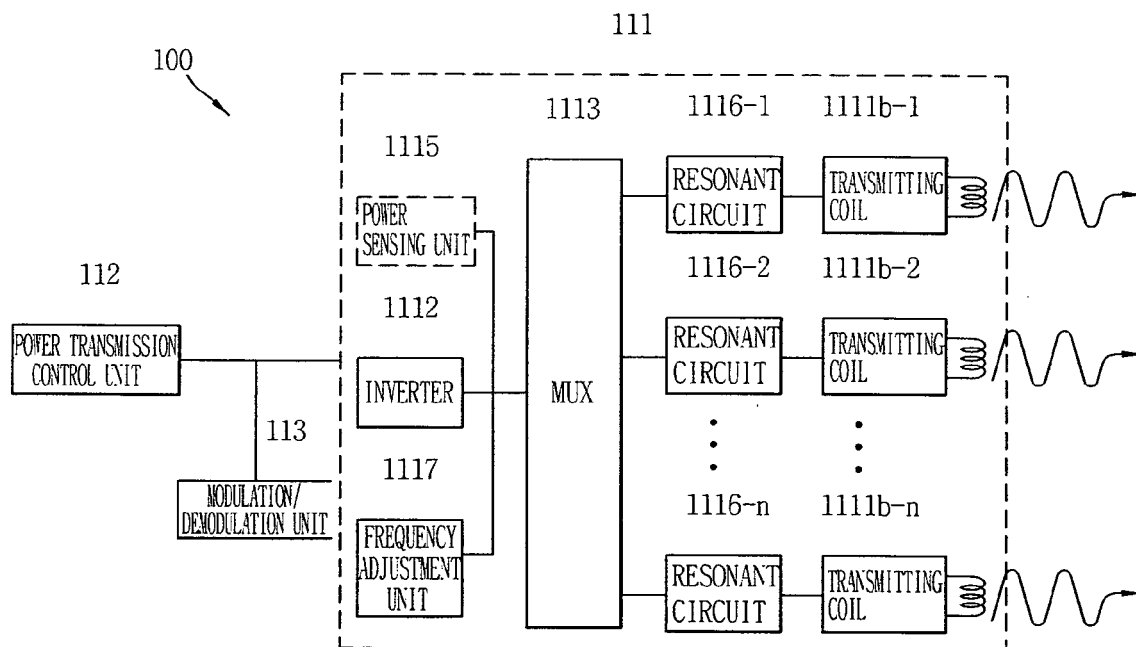 111
100
1113
1116-1
1111b-1
1115
RESONANT
CIRCUIT
TRANSMITTING
COIL
POWER
SENSING UNIT
1116-2
1111b-2
112
1112
POWER TRANSMISSION
CONTROL UNIT
RESONANT
CIRCUIT
TRANSMITTING
COIL
INVERTER
MUX
113
1117
MODULATION/
DEMODULATION UNIT
1116-n
1111b-n
FREQUENCY
ADJUSTMENT
UNIT
RESONANT
CIRCUIT
TRANSMITTING
COIL